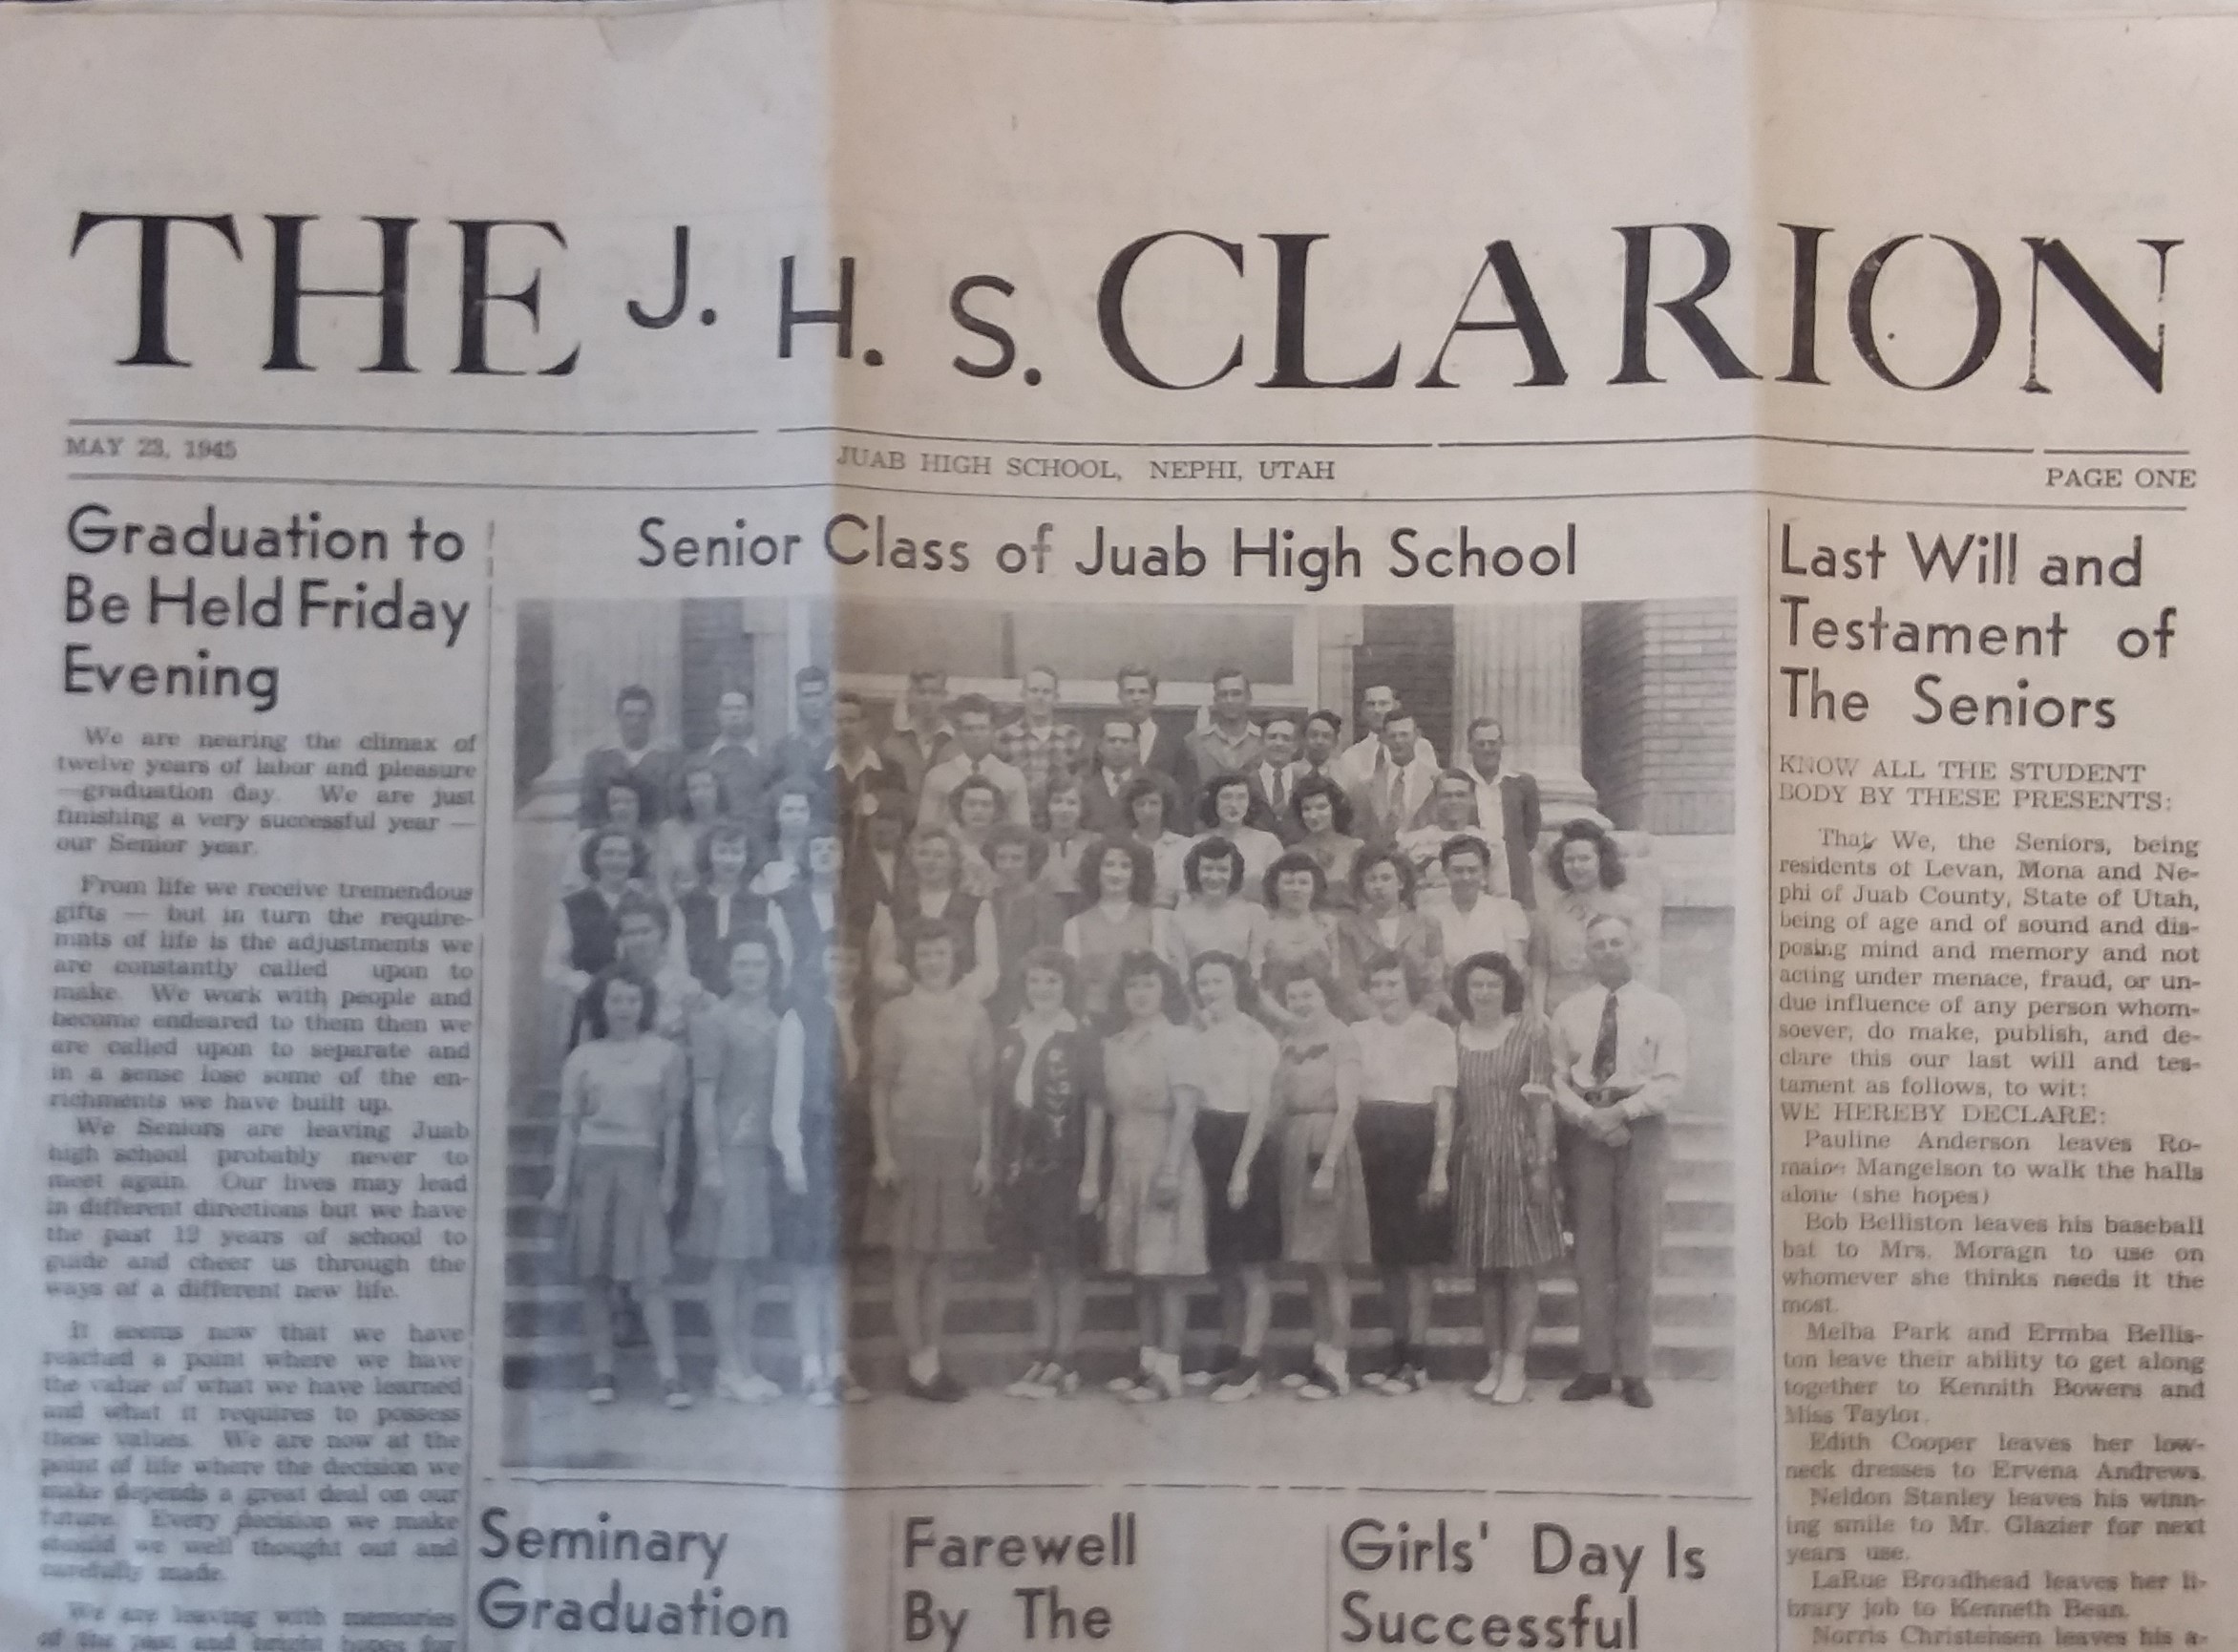 THE J. H. S. CLARION
MAY 23, 1945
JUAB HIGH SCHOOL, NEPHI, UTAH
PAGE ONE
Graduation to
Be Held Friday
Evening
We are nearing the climax of
twelve years of labor and pleasure
—graduation day. We are just
finishing a very successful year —
our Senior year.
From life we receive tremendous
gifts — but in turn the require-
mnts of life is the adjustments we
are constantly called upon to
make. We work with people and
become endeared to them then we
are called upon to separate and
in a sense lose some of the en-
richments we have built up.
We Seniors are leaving Juab
high school probably never to
meet again. Our lives may lead
in different directions but we have
the past 12 years of school to
guide and cheer us through the
ways of a different new life.
It seems now that we have
reached a point where we have
the value of what we have learned
and what it requires to possess
these values. We are now at the
point of life where the decision we
make depends a great deal on our
future. Every decision we make
should we well thought out and
carefully made.
We are leaving with memories
of the past and bright hopes for
Senior Class of Juab High School
Seminary
Graduation
Farewell
By The
Girls' Day Is
Successful
Last Will and
Testament of
The Seniors
KNOW ALL THE STUDENT
BODY BY THESE PRESENTS:
That We, the Seniors, being
residents of Levan, Mona and Ne-
phi of Juab County, State of Utah,
being of age and of sound and dis-
posing mind and memory and not
acting under menace, fraud, or un-
due influence of any person whom-
soever, do make, publish, and de-
clare this our last will and tes-
tament as follows, to wit:
WE HEREBY DECLARE:
Pauline Anderson leaves Ro-
maine Mangelson to walk the halls
alone (she hopes)
Bob Belliston leaves his baseball
bat to Mrs. Moragn to use on
whomever she thinks needs it the
most.
Melba Park and Ermba Bellis-
ton leave their ability to get along
together to Kennith Bowers and
Miss Taylor.
Edith Cooper leaves her low-
neck dresses to Ervena Andrews.
Neldon Stanley leaves his winn-
ing smile to Mr. Glazier for next
years use.
LaRue Broadhead leaves her li-
brary job to Kenneth Bean.
Norris Christensen leaves his a-